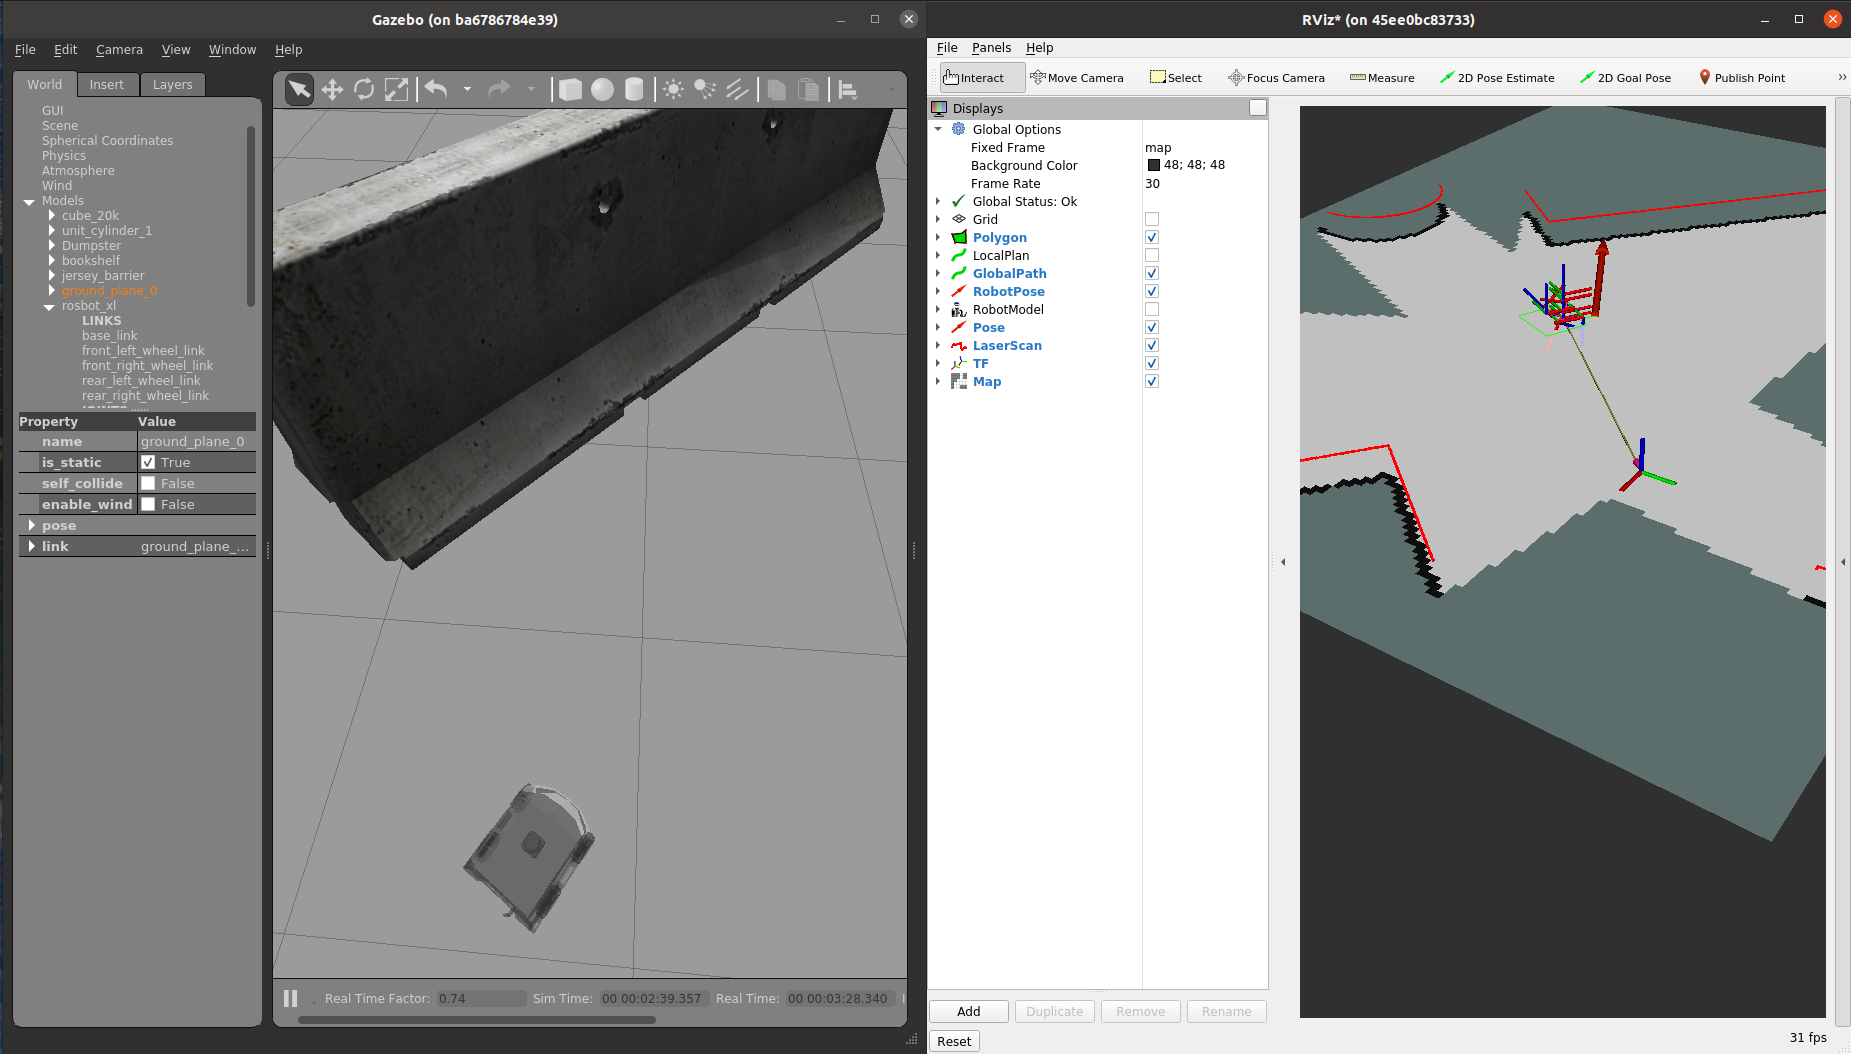 Gazebo (on ba6786784e39)
File Edit Camera View Window Help
World Insert Layers
GUI
Scene
Spherical Coordinates
Physics
Atmosphere
Wind
Models
cube_20k
unit_cylinder_1
Dumpster
bookshelf
jersey_barrier
ground_plane_0
rosbot_xl
LINKS
base_link
front_left_wheel_link
front_right_wheel_link
rear_left_wheel_link
rear_right_wheel_link
Property Value
name ground_plane_0
is_static True
self_collide False
enable_wind False
pose
link ground_plane_...
Real Time Factor: 0.74 Sim Time: 00 00:02:39.357 Real Time: 00 00:03:28.340
RViz* (on 45ee0bc83733)
File Panels Help
Interact Move Camera Select Focus Camera Measure 2D Pose Estimate 2D Goal Pose Publish Point
Displays
Global Options
Fixed Frame map
Background Color 48; 48; 48
Frame Rate 30
Global Status: Ok
Grid
Polygon
LocalPlan
GlobalPath
RobotPose
RobotModel
Pose
LaserScan
TF
Map
Add Duplicate Remove Rename
Reset
31 fps